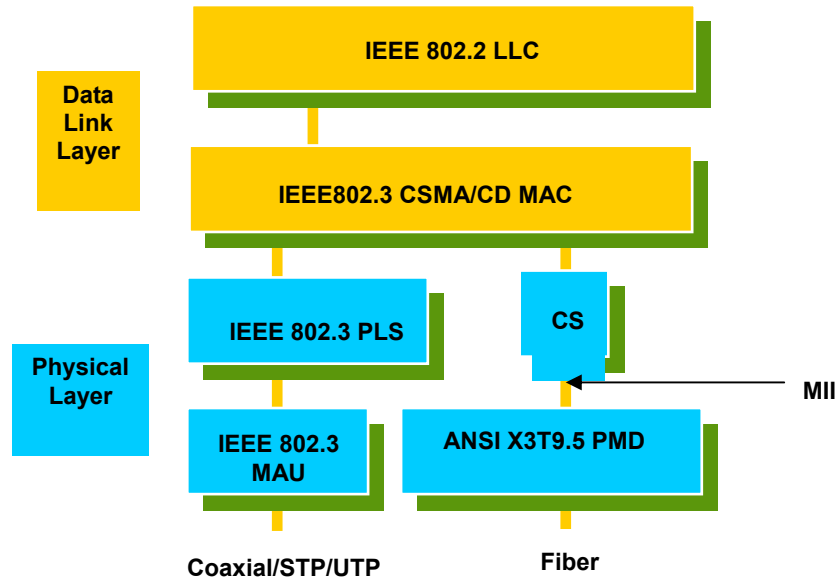 IEEE 802.2 LLC
Data
Link
Layer
IEEE802.3 CSMA/CD MAC
IEEE 802.3 PLS
CS
Physical
Layer
MII
IEEE 802.3
MAU
ANSI X3T9.5 PMD
Coaxial/STP/UTP
Fiber